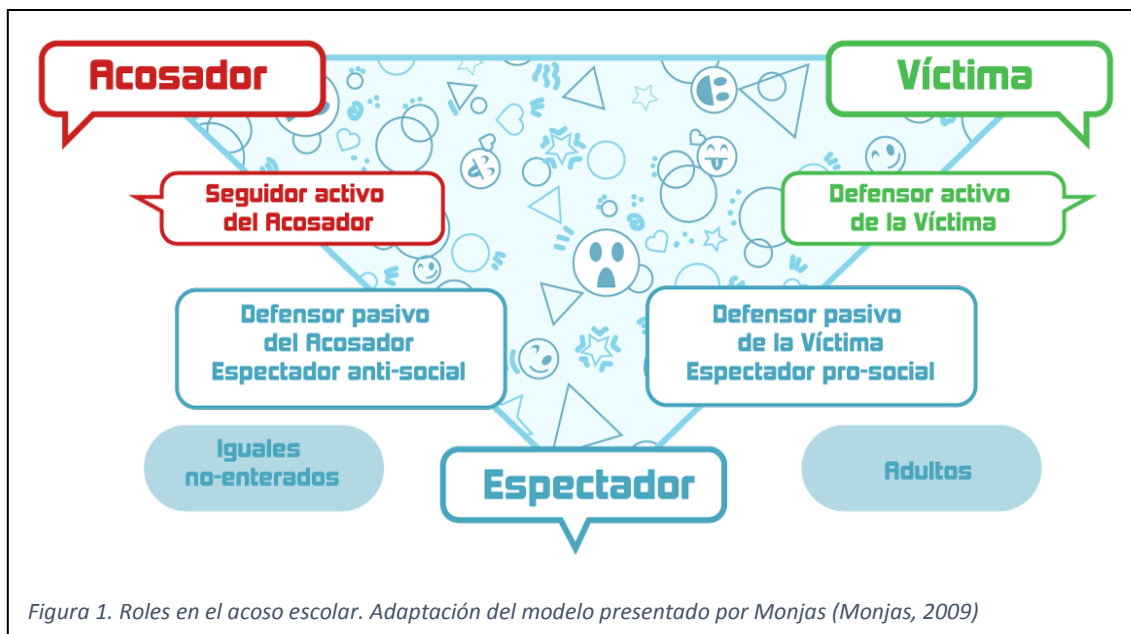 Acosador
Víctima
Seguidor activo
del Acosador
Defensor activo
de la Víctima
Defensor pasivo
del Acosador
Espectador anti-social
Defensor pasivo
de la Víctima
Espectador pro-social
Iguales
no-enterados
Espectador
Adultos
Figura 1. Roles en el acoso escolar. Adaptación del modelo presentado por Monjas (Monjas, 2009)